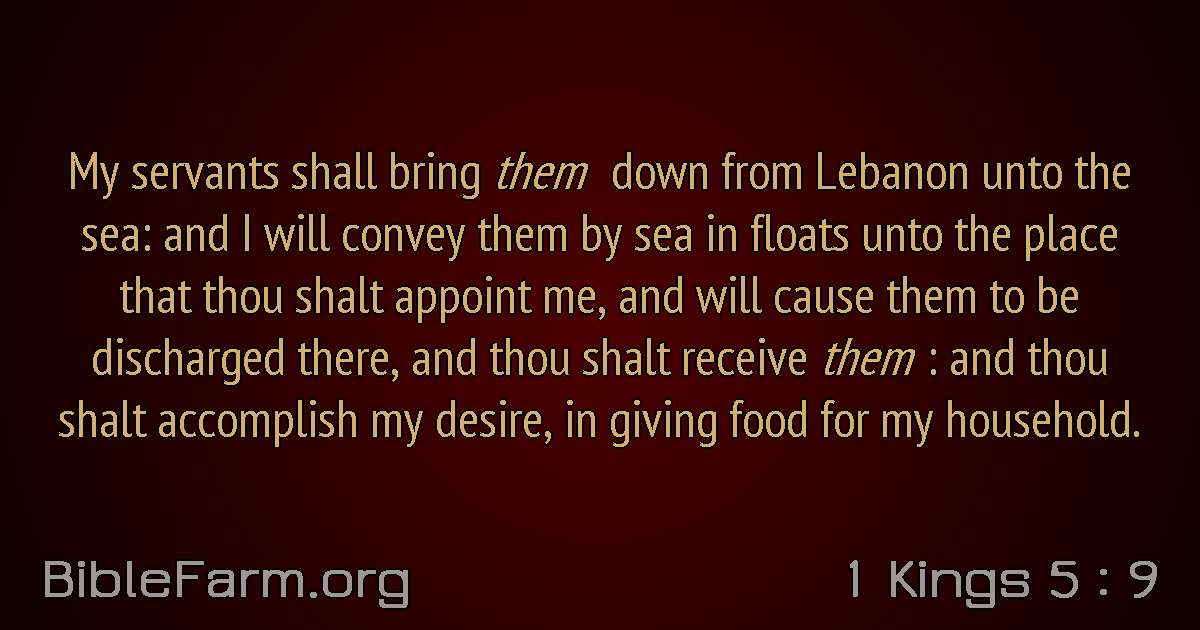 My servants shall bring them down from Lebanon unto the
sea: and I will convey them by sea in floats unto the place
that thou shalt appoint me, and will cause them to be
discharged there, and thou shalt receive them : and thou
shalt accomplish my desire, in giving food for my household.
BibleFarm.org
1 Kings 5 : 9